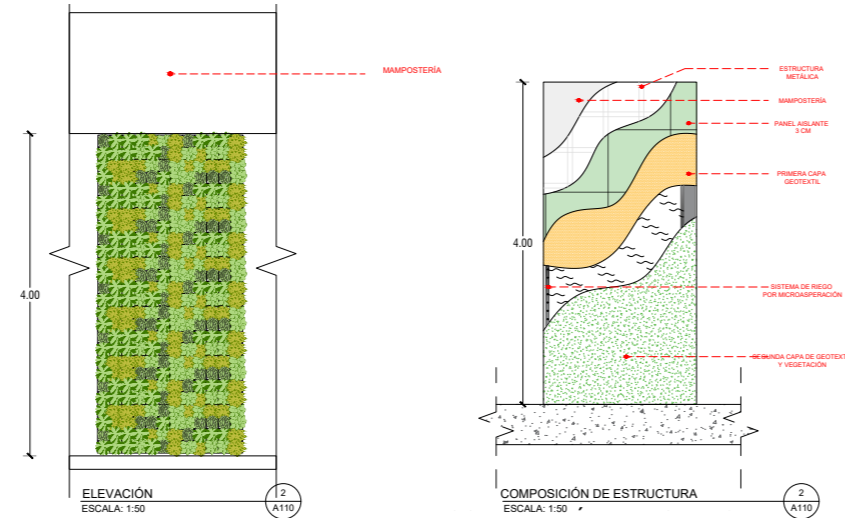 MAMPOSTERÍA
4.00
ELEVACIÓN
ESCALA: 1:50
2
A110
ESTRUCTURA
METÁLICA
MAMPOSTERÍA
PANEL AISLANTE
3 CM
PRIMERA CAPA
GEOTEXTIL
4.00
SISTEMA DE RIEGO
POR MICROASPERACIÓN
SEGUNDA CAPA DE GEOTEXT
Y VEGETACIÓN
COMPOSICIÓN DE ESTRUCTURA
ESCALA: 1:50
2
A110